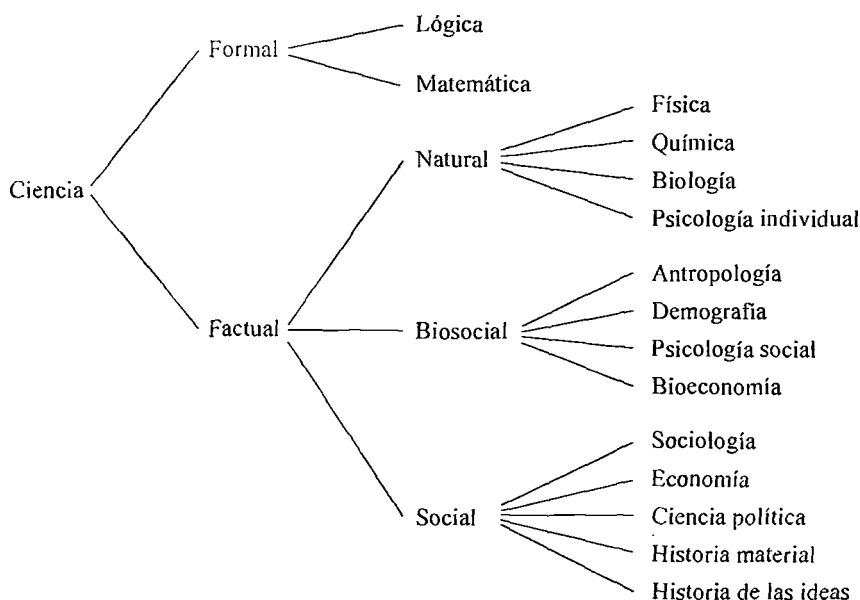 Ciencia
Formal
Lógica
Matemática
Factual
Natural
Física
Química
Biología
Psicología individual
Biosocial
Antropología
Demografía
Psicología social
Bioeconomía
Social
Sociología
Economía
Ciencia política
Historia material
Historia de las ideas